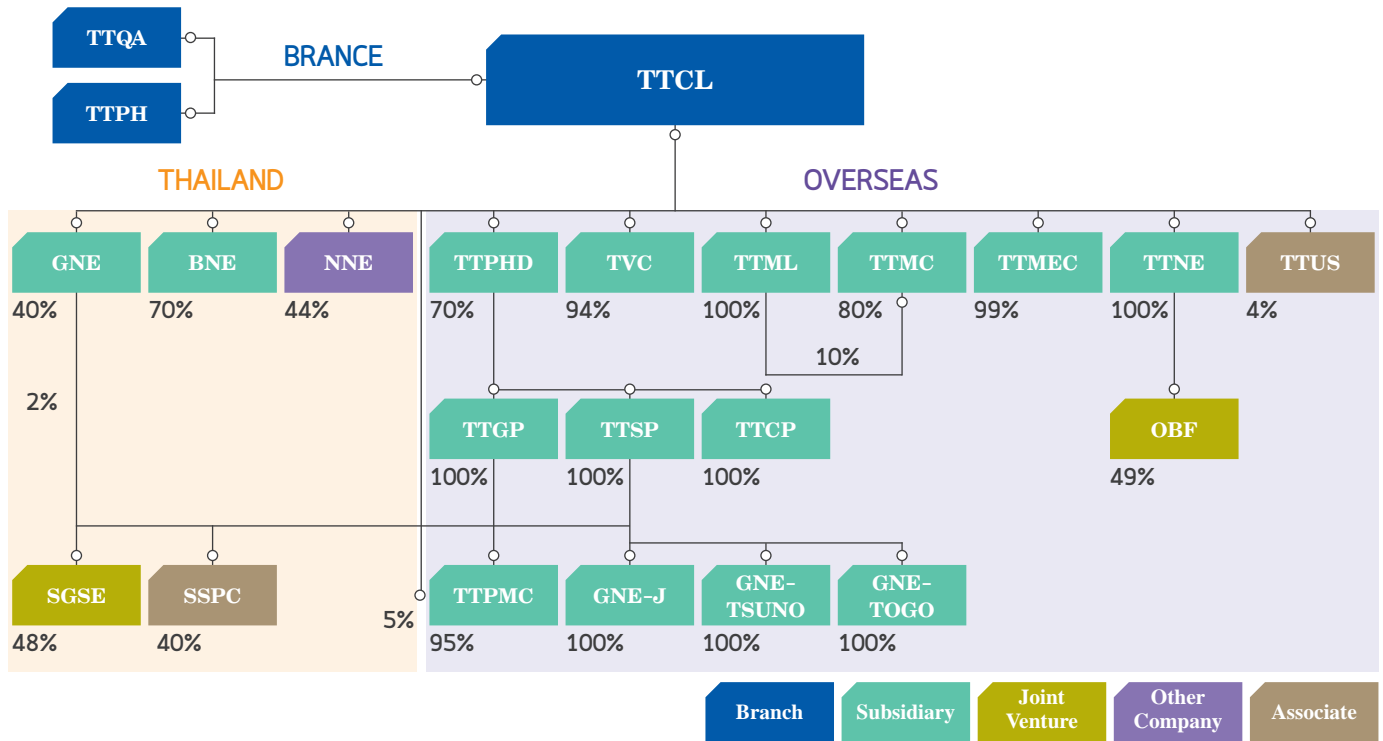 TTQA
BRANCE
TTCL
TTPH
THAILAND
OVERSEAS
GNE
BNE
NNE
TTPHD
TVC
TTML
TTMC
TTMEC
TTNE
TTUS
40%
70%
44%
70%
94%
100%
80%
99%
100%
4%
10%
2%
TTGP
TTSP
TTCP
OBF
100%
100%
100%
49%
SGSE
SSPC
5%
TTPMC
GNE-J
GNE-
TSUNO
GNE-
TOGO
48%
40%
95%
100%
100%
100%
Branch
Subsidiary
Joint
Venture
Other
Company
Associate